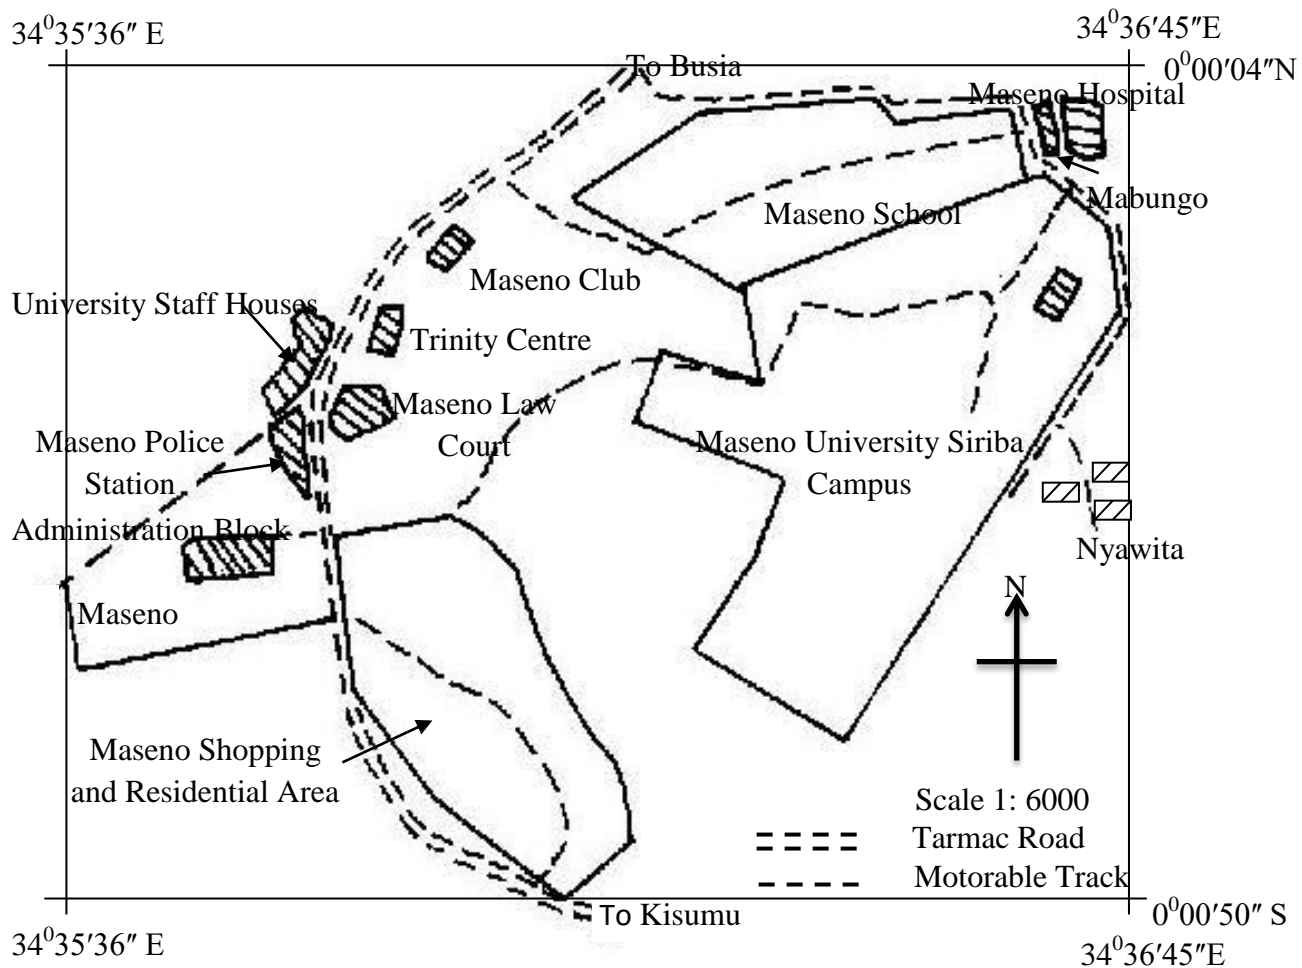 34⁰35′36″ E
34⁰36′45″E
To Busia
0⁰00′04″N
Maseno Hospital
Mabungo
Maseno School
Maseno Club
University Staff Houses
Trinity Centre
Maseno Law
Court
Maseno Police
Station
Maseno University Siriba
Campus
Administration Block
Nyawita
N
Maseno
Maseno Shopping
and Residential Area
Scale 1: 6000
Tarmac Road
Motorable Track
To Kisumu
0⁰00′50″ S
34⁰35′36″ E
34⁰36′45″E